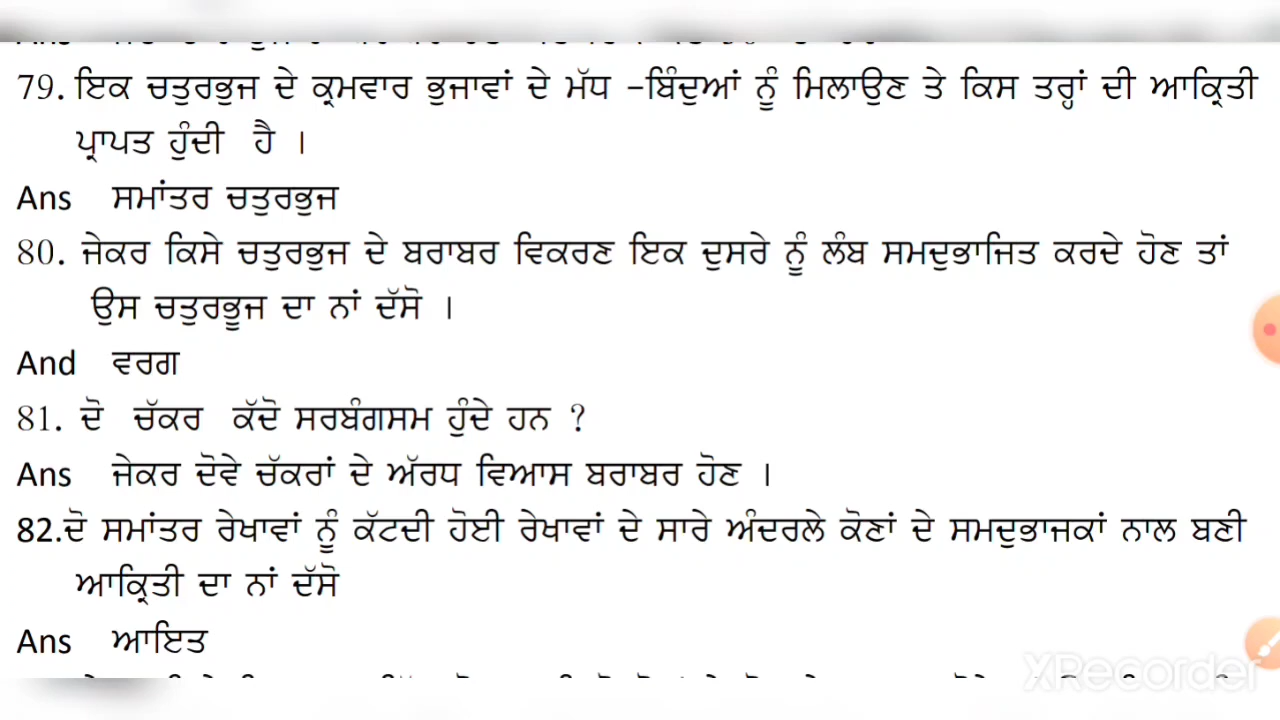 79. ਇਕ ਚਤੁਰਭੁਜ ਦੇ ਕ੍ਰਮਵਾਰ ਭੁਜਾਵਾਂ ਦੇ ਮੱਧ –ਬਿੰਦੁਆਂ ਨੂੰ ਮਿਲਾਉਣ ਤੇ ਕਿਸ ਤਰ੍ਹਾਂ ਦੀ ਆਕ੍ਰਿਤੀ
ਪ੍ਰਾਪਤ ਹੁੰਦੀ ਹੈ ।
Ans ਸਮਾਂਤਰ ਚਤੁਰਭੁਜ
80. ਜੇਕਰ ਕਿਸੇ ਚਤੁਰਭੁਜ ਦੇ ਬਰਾਬਰ ਵਿਕਰਣ ਇਕ ਦੁਸਰੇ ਨੂੰ ਲੰਬ ਸਮਦੁਭਾਜਿਤ ਕਰਦੇ ਹੋਣ ਤਾਂ
ਉਸ ਚਤੁਰਭੂਜ ਦਾ ਨਾਂ ਦੱਸੋ ।
And ਵਰਗ
81. ਦੋ ਚੱਕਰ ਕੱਦੋ ਸਰਬੰਗਸਮ ਹੁੰਦੇ ਹਨ ?
Ans ਜੇਕਰ ਦੋਵੇ ਚੱਕਰਾਂ ਦੇ ਅੱਰਧ ਵਿਆਸ ਬਰਾਬਰ ਹੋਣ ।
82.ਦੋ ਸਮਾਂਤਰ ਰੇਖਾਵਾਂ ਨੂੰ ਕੱਟਦੀ ਹੋਈ ਰੇਖਾਵਾਂ ਦੇ ਸਾਰੇ ਅੰਦਰਲੇ ਕੋਣਾਂ ਦੇ ਸਮਦੁਭਾਜਕਾਂ ਨਾਲ ਬਣੀ
ਆਕ੍ਰਿਤੀ ਦਾ ਨਾਂ ਦੱਸੋ
Ans ਆਇਤ
XRecorder